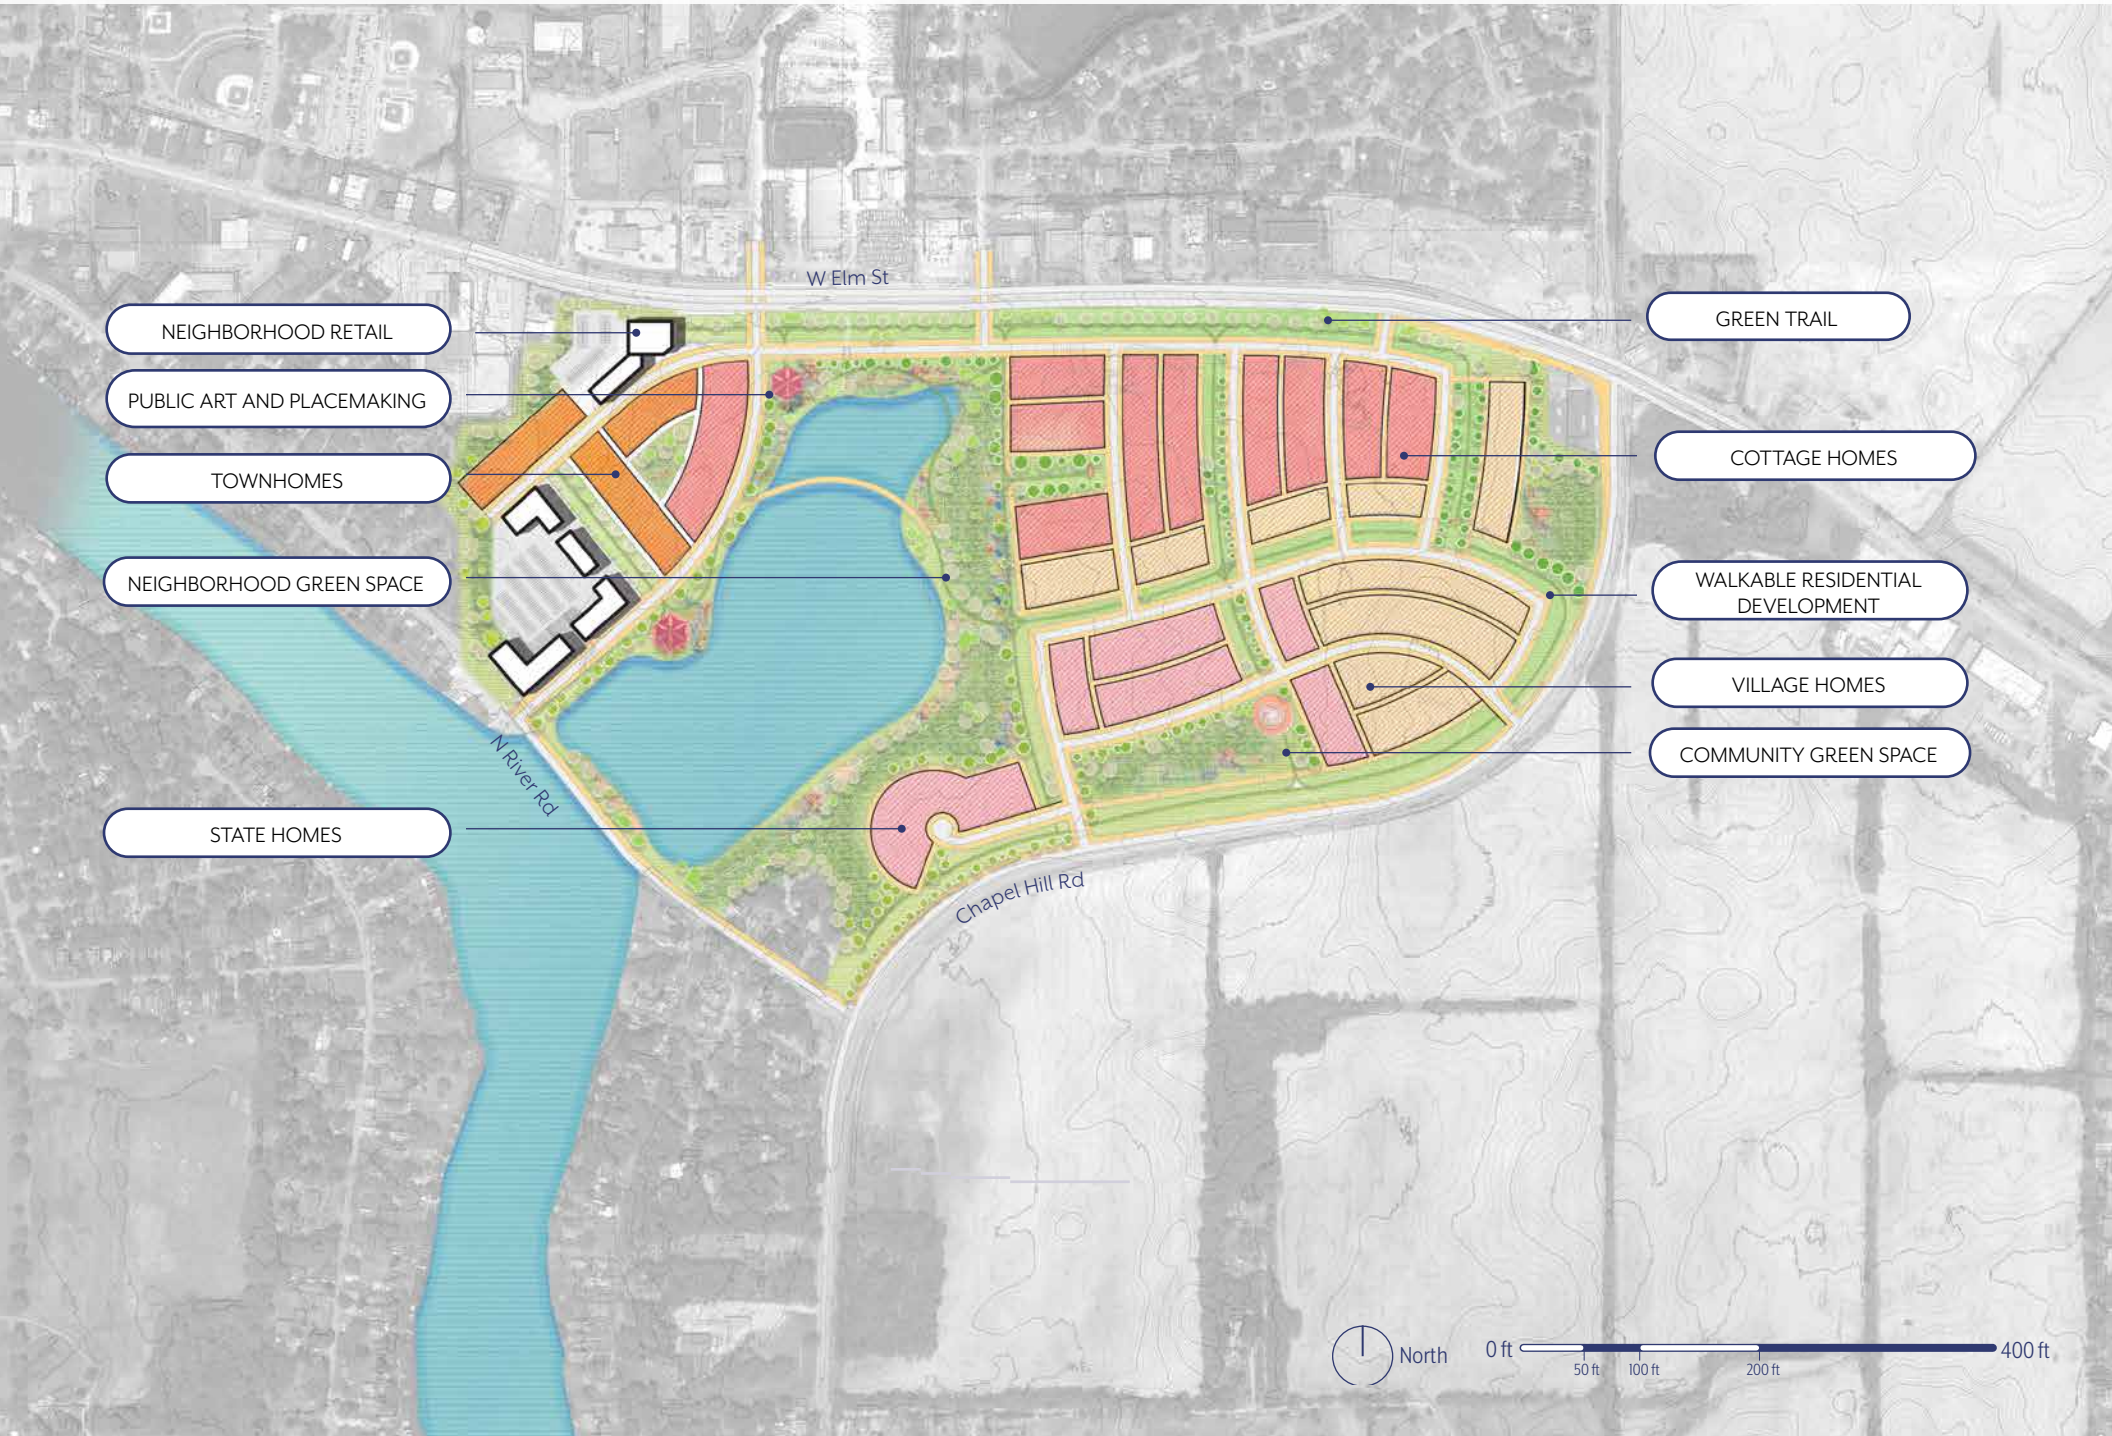 W Elm St
NEIGHBORHOOD RETAIL
PUBLIC ART AND PLACEMAKING
TOWNHOMES
NEIGHBORHOOD GREEN SPACE
STATE HOMES
GREEN TRAIL
COTTAGE HOMES
WALKABLE RESIDENTIAL
DEVELOPMENT
VILLAGE HOMES
COMMUNITY GREEN SPACE
N River Rd
Chapel Hill Rd
North
0 ft
50 ft
100 ft
200 ft
400 ft